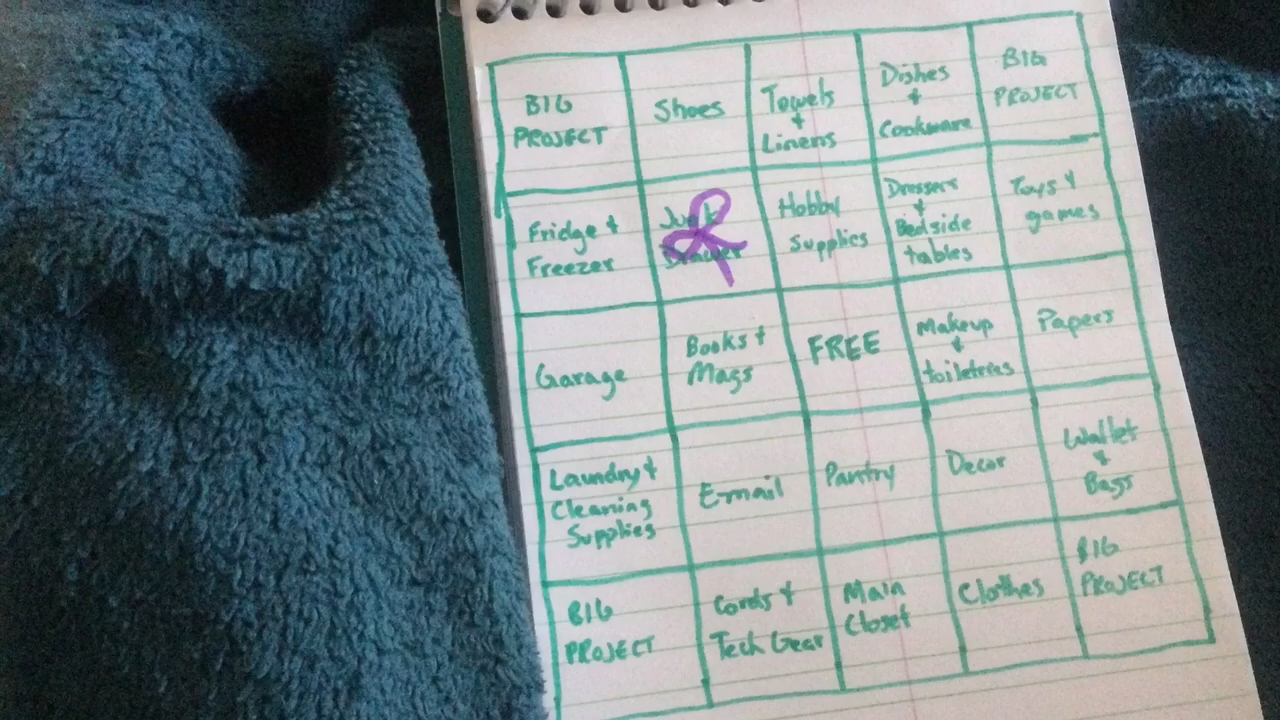 BIG
PROJECT
Shoes
Towels
+
Linens
Dishes
+
Cookware
BIG
PROJECT
Fridge +
Freezer
Junk
Drawer
Hobby
Supplies
Dressers
+
Bedside
tables
Toys +
games
Garage
Books +
Mags
FREE
Makeup
+
toiletries
Papers
Laundry +
Cleaning
Supplies
E-mail
Pantry
Decor
Wallet
+
Bags
BIG
PROJECT
Cords +
Tech Gear
Main
Closet
Clothes
BIG
PROJECT